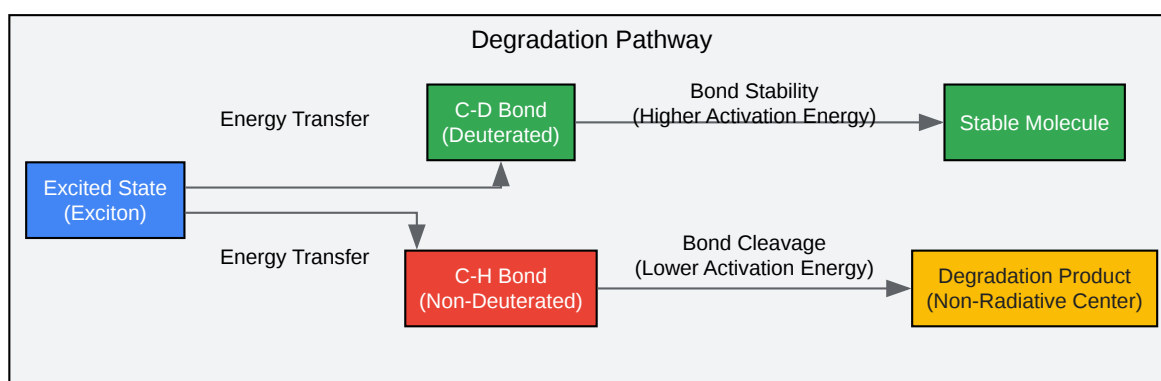 Degradation Pathway
Energy Transfer
C-D Bond
(Deuterated)
Bond Stability
(Higher Activation Energy)
Stable Molecule
Excited State
(Exciton)
Energy Transfer
C-H Bond
(Non-Deuterated)
Bond Cleavage
(Lower Activation Energy)
Degradation Product
(Non-Radiative Center)